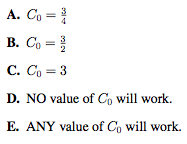 A. C₀ = 3/4
B. C₀ = 3/2
C. C₀ = 3
D. NO value of C₀ will work.
E. ANY value of C₀ will work.